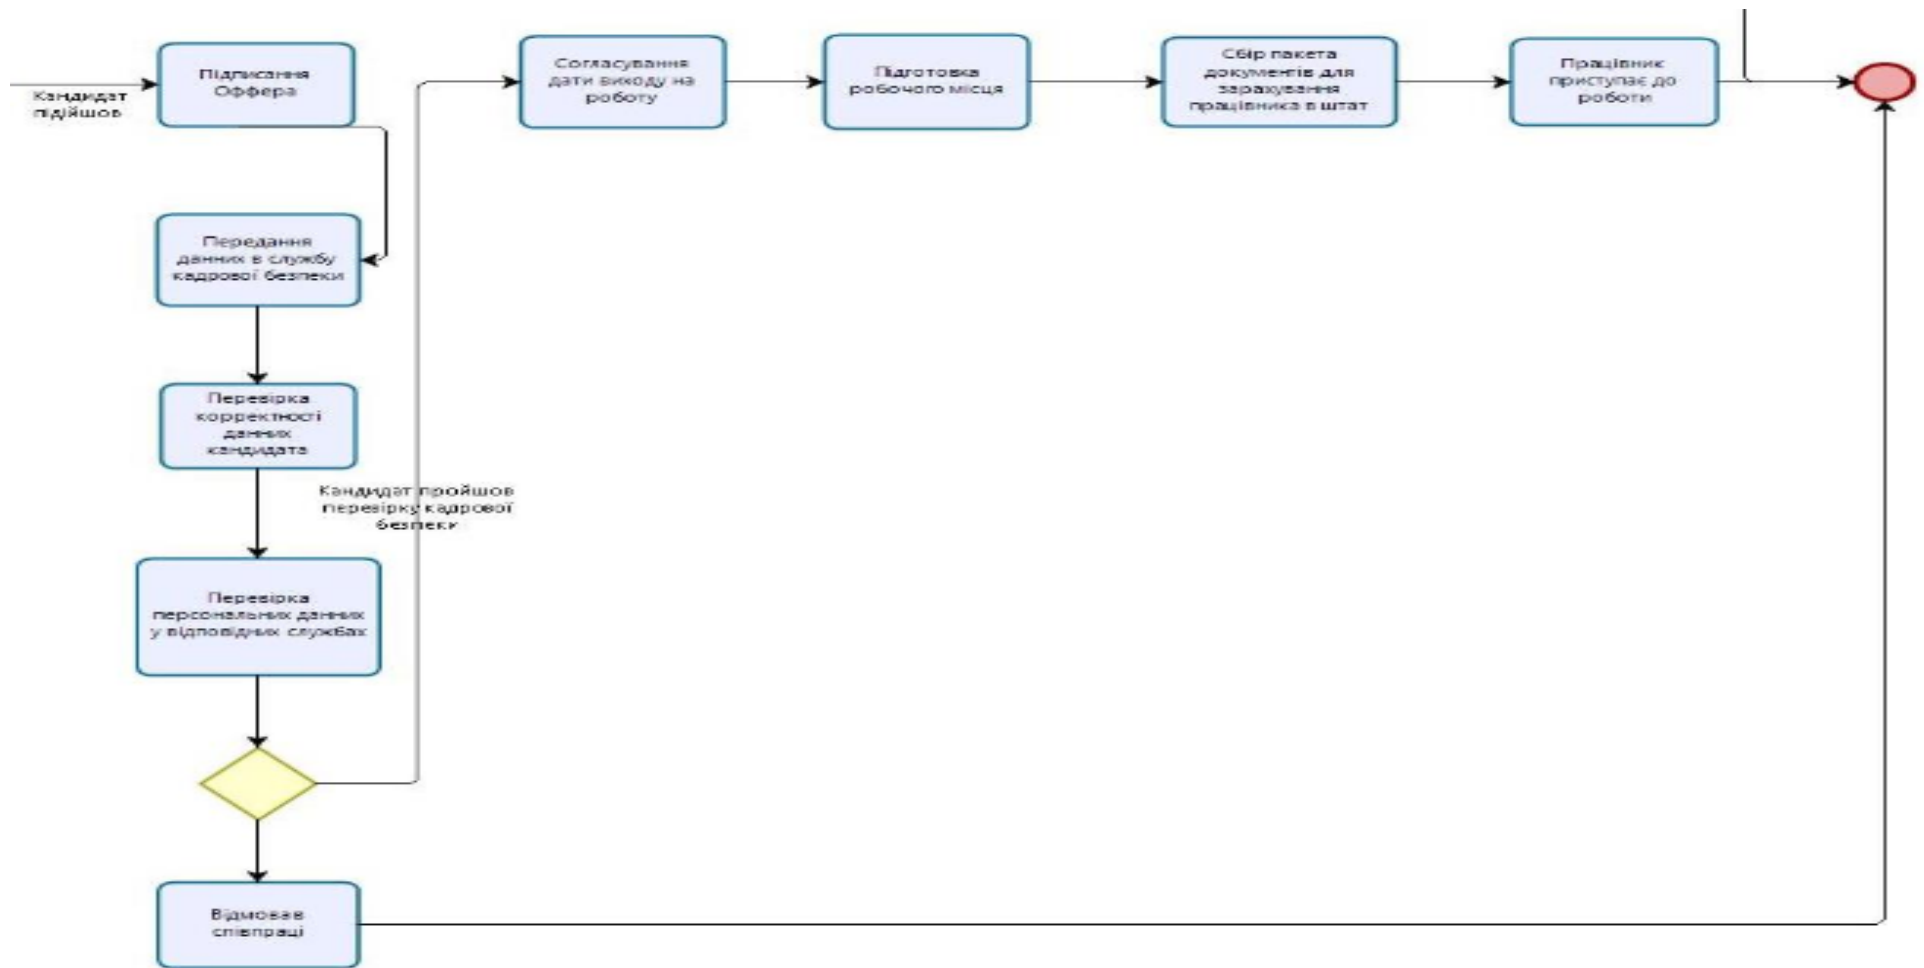 Кандидат
підійшов
Підписання
Оффера
Передання
данних в службу
кадрової безпеки
Перевірка
корректності
данних
кандидата
Перевірка
персональних данних
у відповідних службах
Кандидат пройшов
перевірку кадрової
безпеки
Відмовав
співпраці
Согласування
дати виходу на
роботу
Підготовка
робочого місця
Сбір пакета
документів для
зарахування
працівника в штат
Працівник
приступає до
роботи